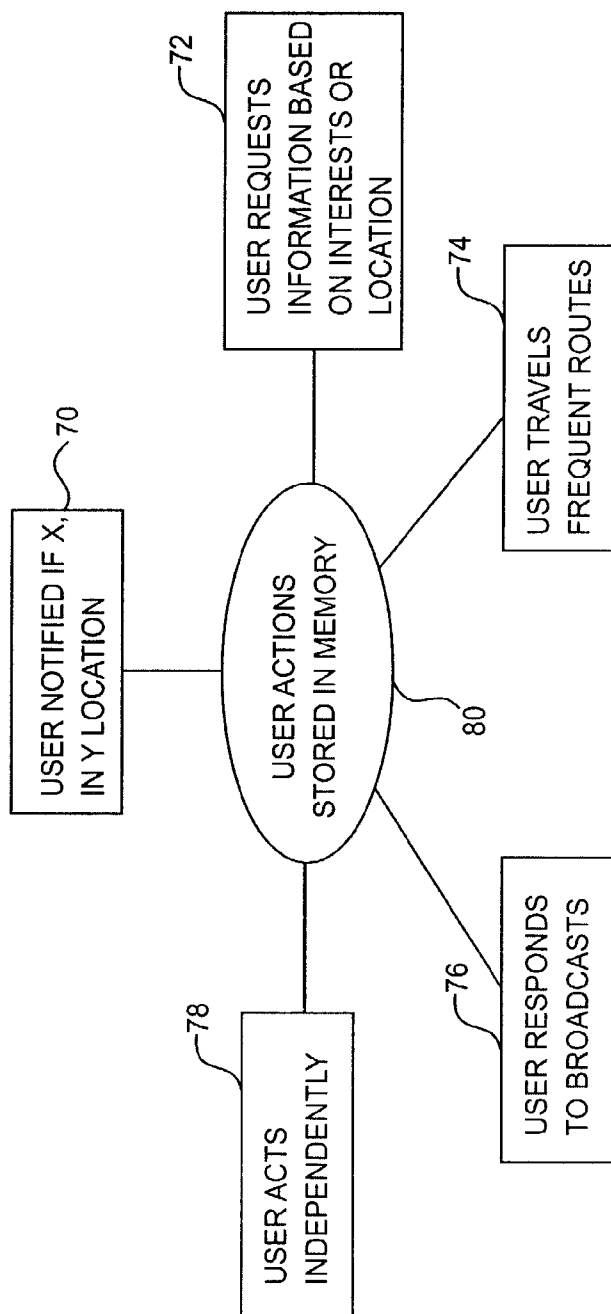 70
USER NOTIFIED IF X,
IN Y LOCATION
72
USER REQUESTS
INFORMATION BASED
ON INTERESTS OR
LOCATION
78
USER ACTS
INDEPENDENTLY
USER ACTIONS
STORED IN MEMORY
80
74
USER TRAVELS
FREQUENT ROUTES
76
USER RESPONDS
TO BROADCASTS